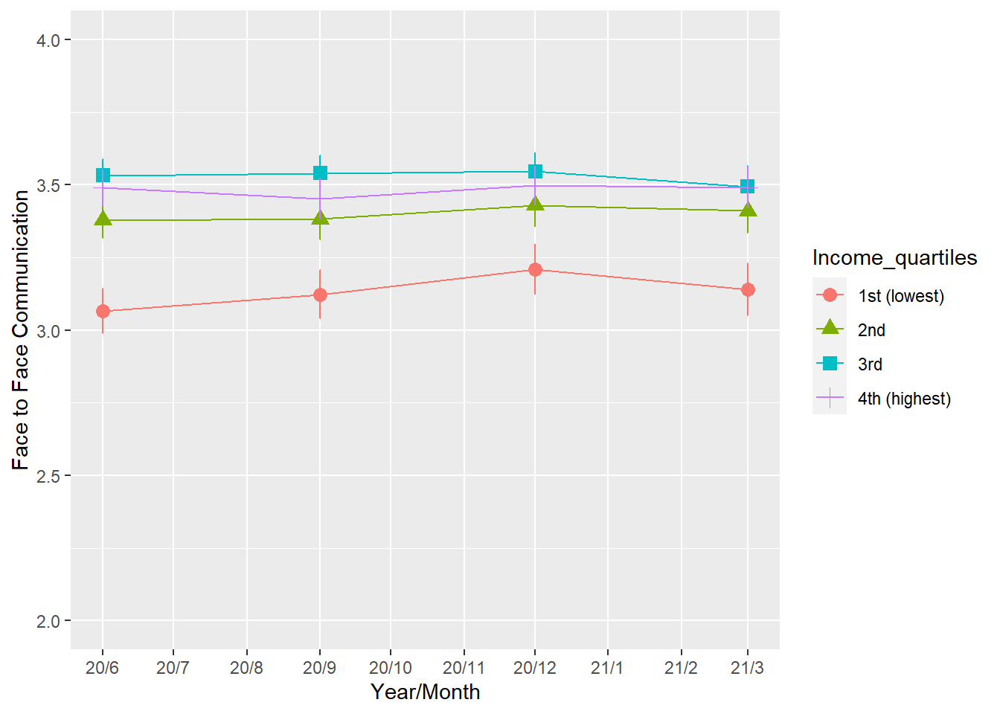 Face to Face Communication
4.0
3.5
3.0
2.5
2.0
20/6 20/7 20/8 20/9 20/10 20/11 20/12 21/1 21/2 21/3
Year/Month
Income_quartiles
1st (lowest)
2nd
3rd
4th (highest)